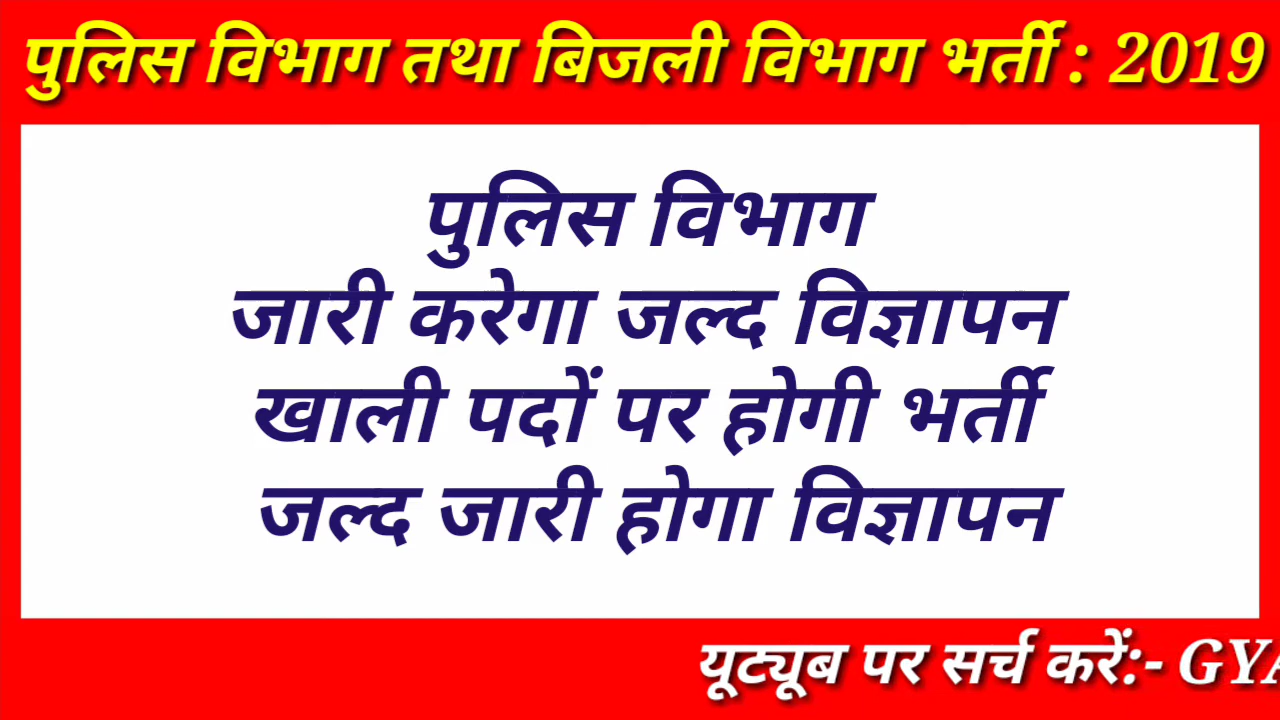 पुलिस विभाग तथा बिजली विभाग भर्ती : 2019
पुलिस विभाग
जारी करेगा जल्द विज्ञापन
खाली पदों पर होगी भर्ती
जल्द जारी होगा विज्ञापन
यूट्यूब पर सर्च करें:- GYA